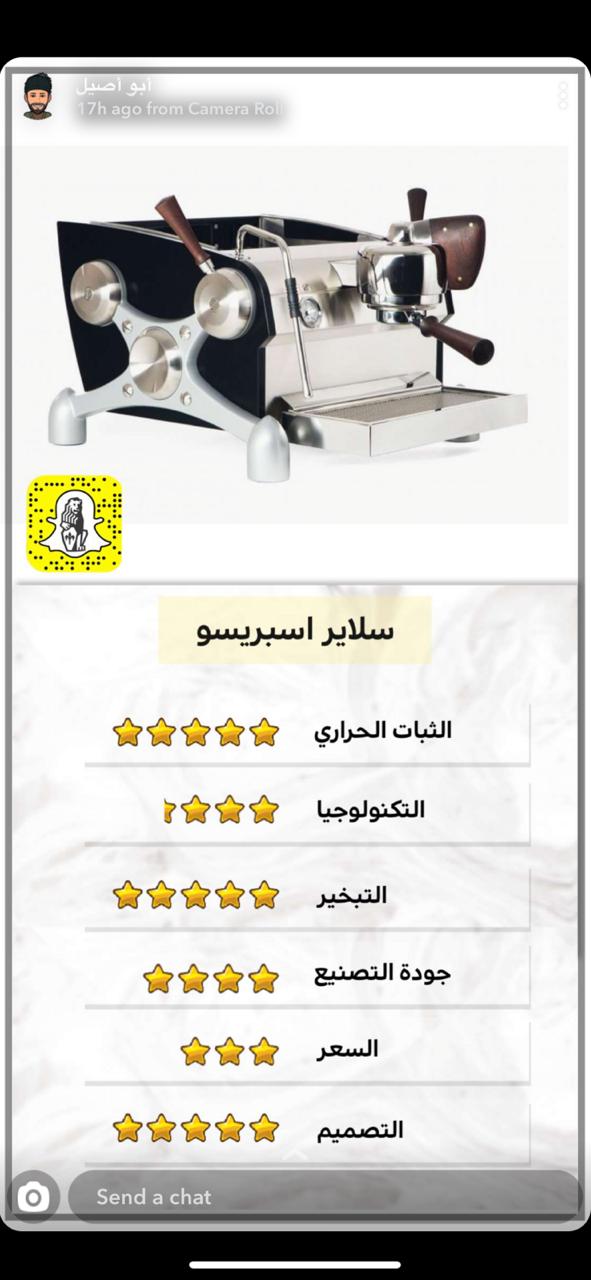 أبو أصيل
17h ago from Camera Roll
سلاير اسبريسو
الثبات الحراري
التكنولوجيا
التبخير
جودة التصنيع
السعر
التصميم
Send a chat